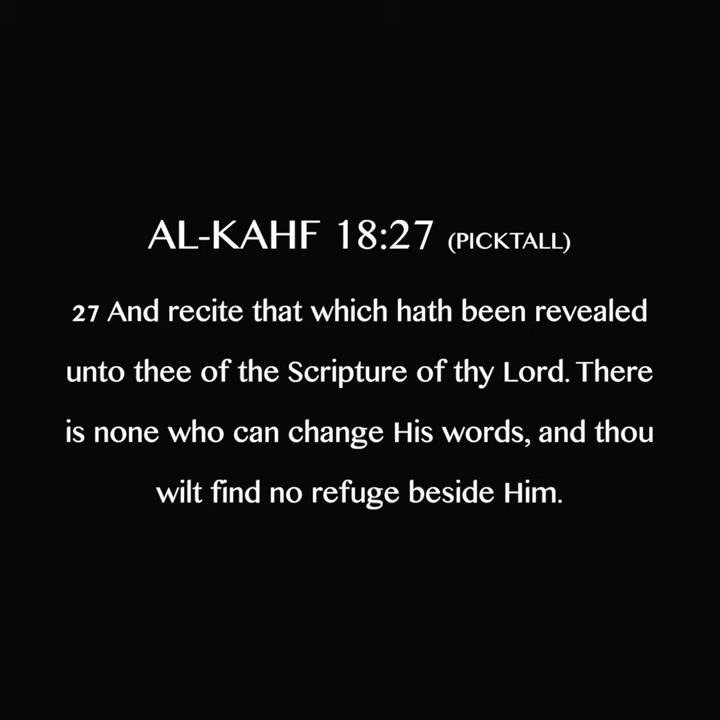 AL-KAHF 18:27 (PICKTALL)
27 And recite that which hath been revealed
unto thee of the Scripture of thy Lord. There
is none who can change His words, and thou
wilt find no refuge beside Him.